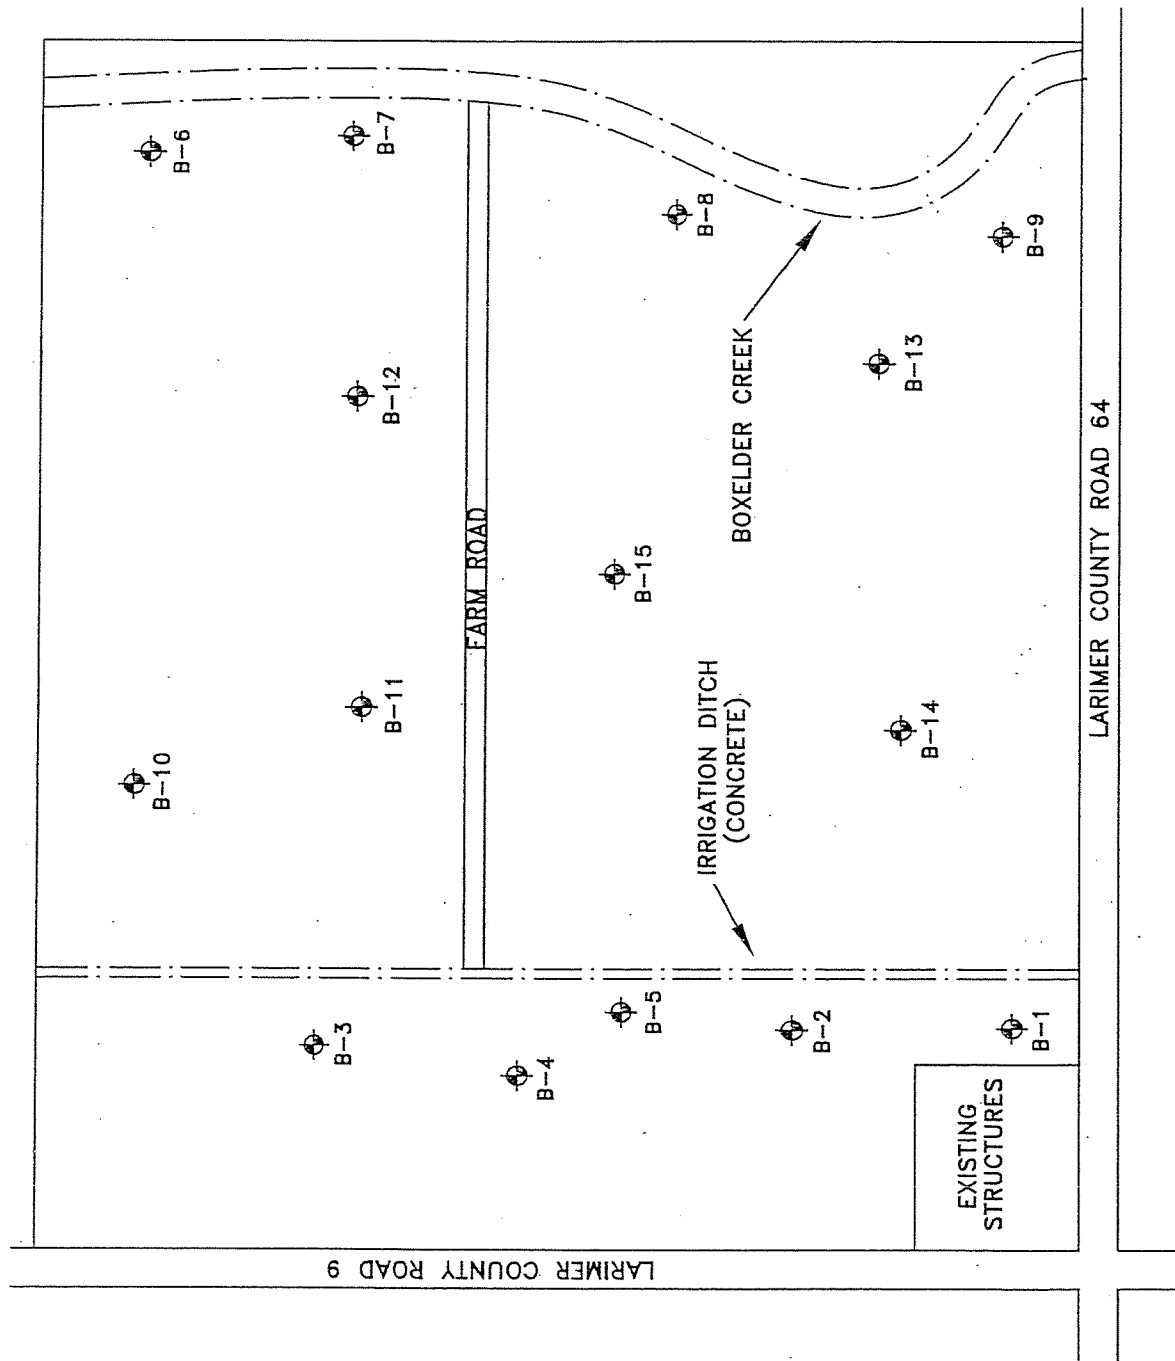 B-6
B-7
B-8
B-9
B-12
B-13
BOXELDER CREEK
FARM ROAD
B-15
LARIMER COUNTY ROAD 64
B-11
B-14
B-10
IRRIGATION DITCH
(CONCRETE)
B-3
B-4
B-5
B-2
B-1
EXISTING
STRUCTURES
LARIMER COUNTY ROAD 9